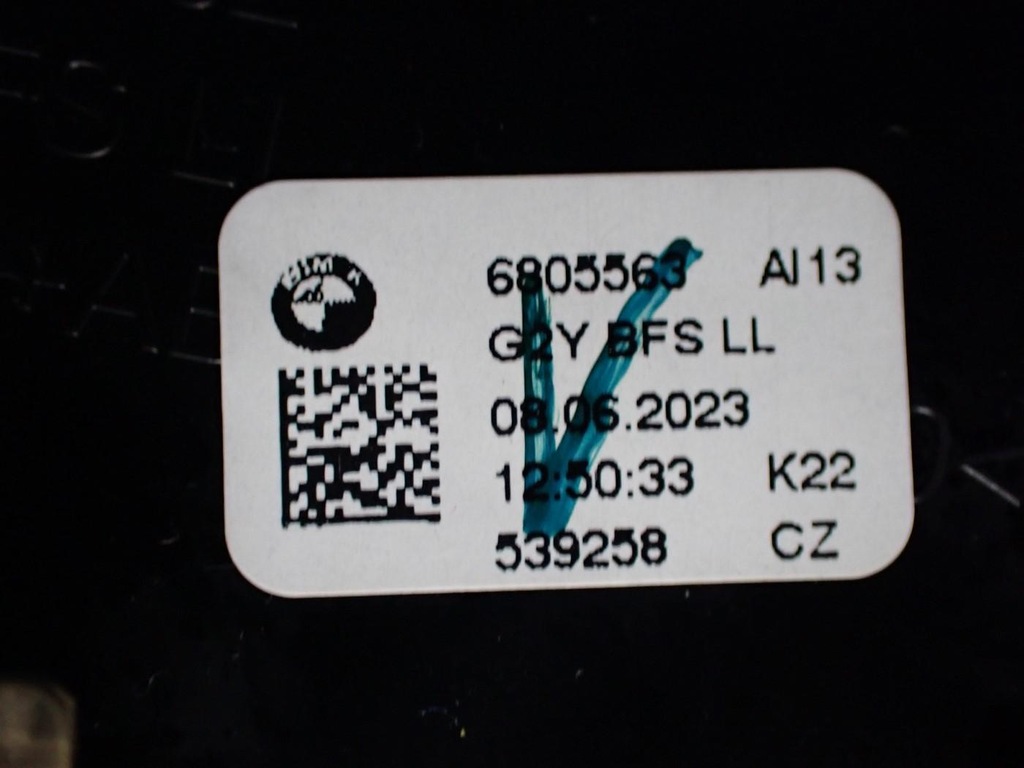 6805563 AI13
G2Y BFS LL
08.06.2023
12:50:33 K22
539258 CZ